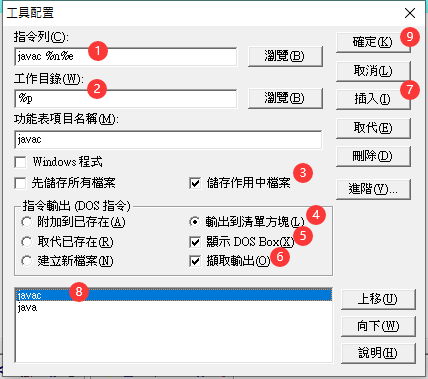 工具配置
指令列(C):
javac %n%e
1
瀏覽(B)
確定(K)
9
工作目錄(W):
取消(L)
%p
2
瀏覽(B)
插入(I)
7
功能表項目名稱(M):
javac
取代(E)
Windows 程式
刪除(D)
先儲存所有檔案
儲存作用中檔案
3
進階(Y)...
指令輸出 (DOS 指令)
附加到已存在(A)
輸出到清單方塊(L)
4
取代已存在(R)
顯示 DOS Box(X)
5
建立新檔案(N)
擷取輸出(O)
6
javac
8
java
上移(U)
向下(W)
說明(H)